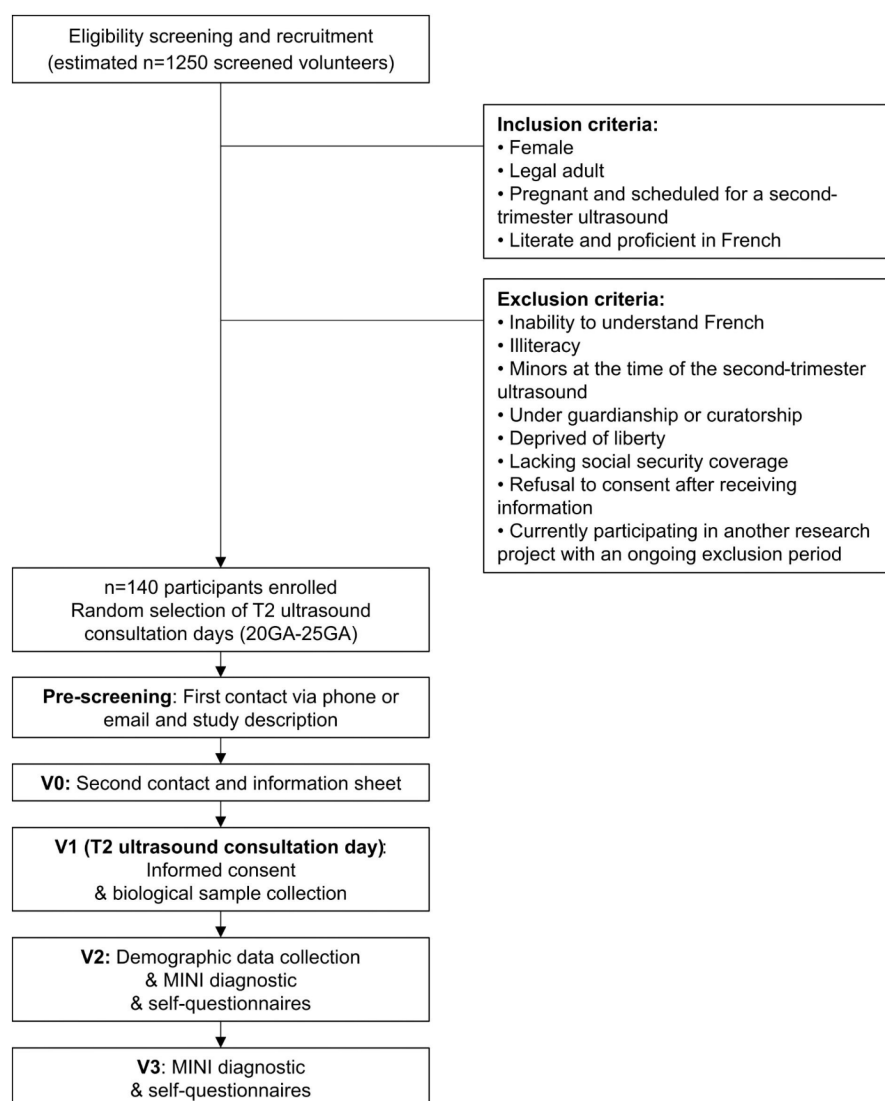 Eligibility screening and recruitment
(estimated n=1250 screened volunteers)
Inclusion criteria:
• Female
• Legal adult
• Pregnant and scheduled for a second-
trimester ultrasound
• Literate and proficient in French
Exclusion criteria:
• Inability to understand French
• Illiteracy
• Minors at the time of the second-trimester
ultrasound
• Under guardianship or curatorship
• Deprived of liberty
• Lacking social security coverage
• Refusal to consent after receiving
information
• Currently participating in another research
project with an ongoing exclusion period
n=140 participants enrolled
Random selection of T2 ultrasound
consultation days (20GA-25GA)
Pre-screening: First contact via phone or
email and study description
V0: Second contact and information sheet
V1 (T2 ultrasound consultation day):
Informed consent
& biological sample collection
V2: Demographic data collection
& MINI diagnostic
& self-questionnaires
V3: MINI diagnostic
& self-questionnaires